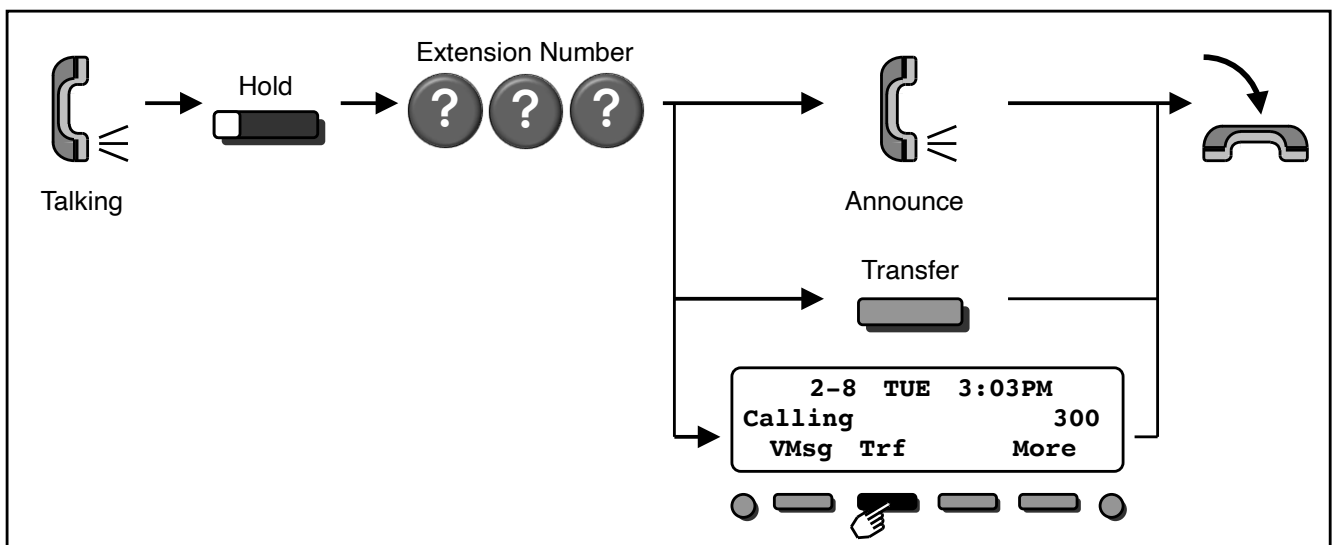 Extension Number
Hold
? ? ?
Talking
Announce
Transfer
2-8 TUE 3:03PM
Calling 300
VMsg Trf More